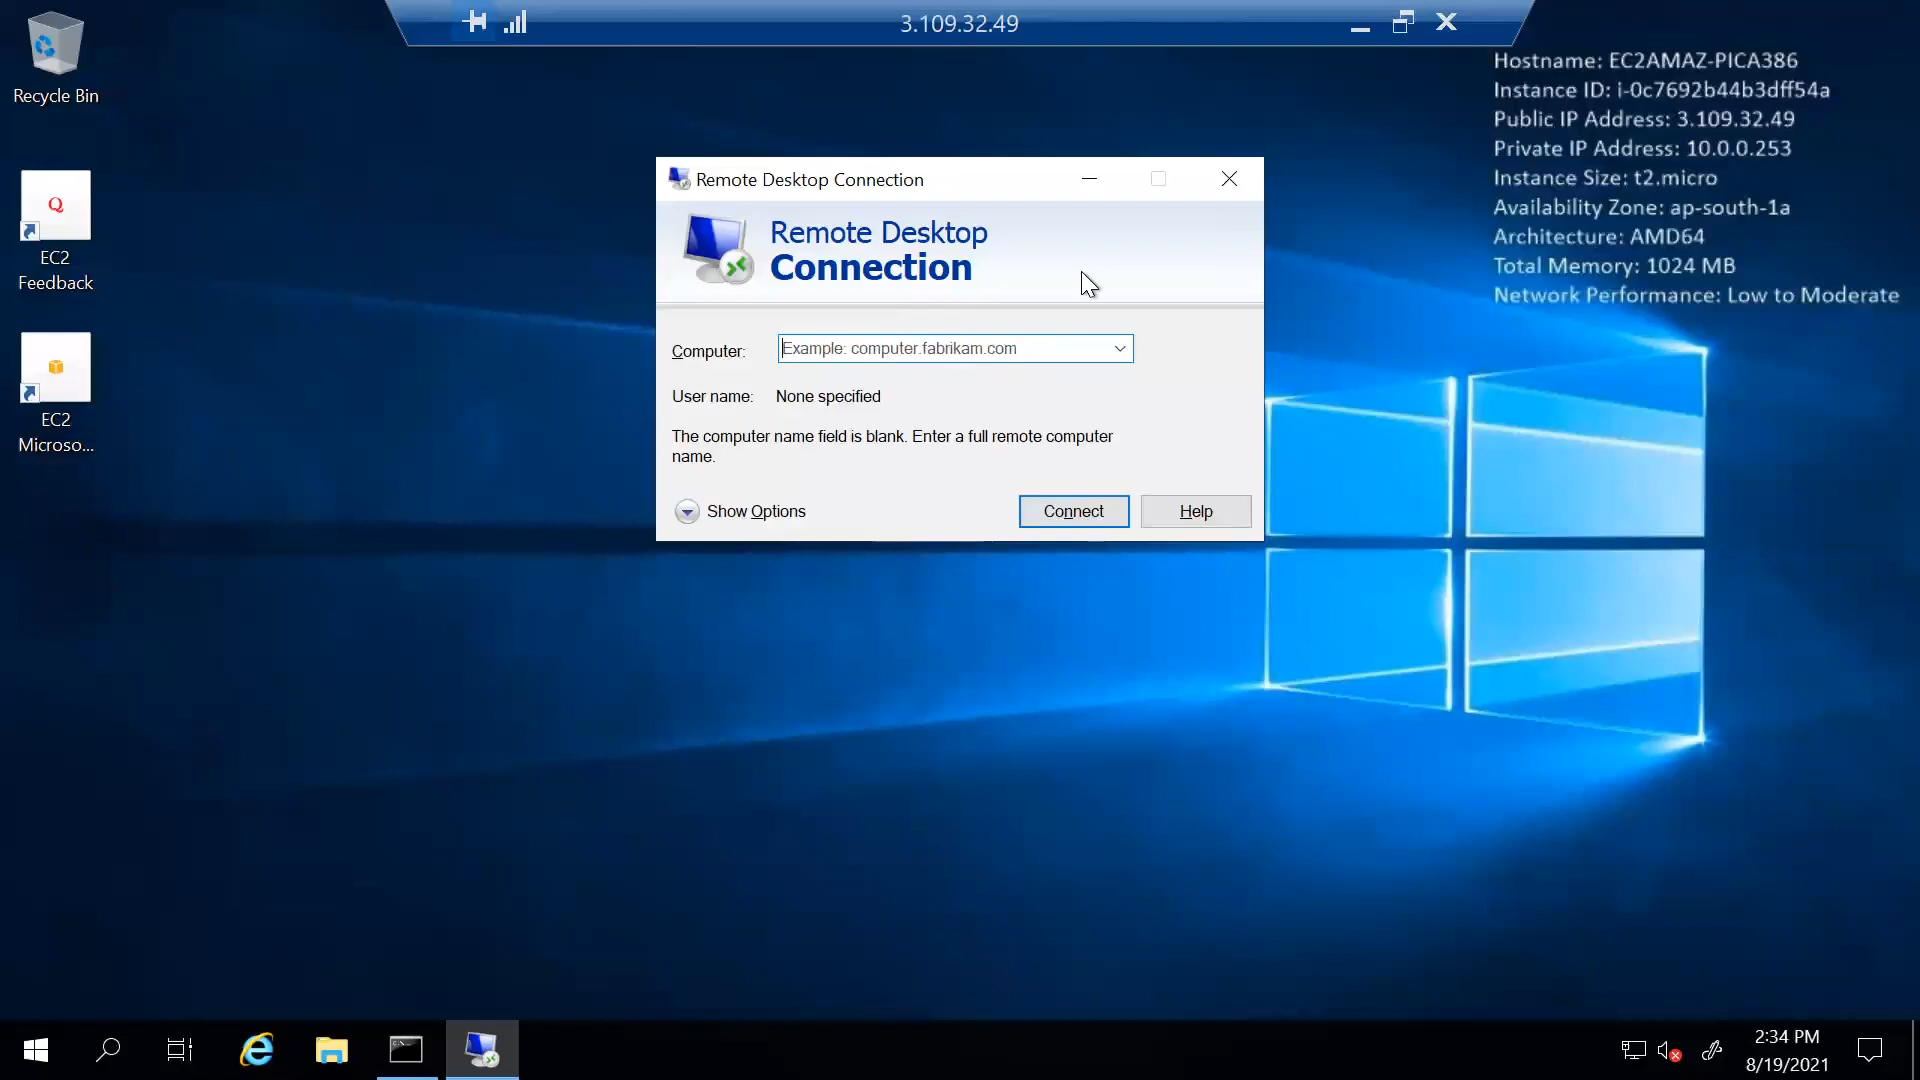 3.109.32.49
Recycle Bin
Q
EC2
Feedback
EC2
Microso...
Hostname: EC2AMAZ-PICA386
Instance ID: i-0c7692b44b3dff54a
Public IP Address: 3.109.32.49
Private IP Address: 10.0.0.253
Instance Size: t2.micro
Availability Zone: ap-south-1a
Architecture: AMD64
Total Memory: 1024 MB
Network Performance: Low to Moderate
Remote Desktop Connection
Remote Desktop
Connection
Computer: Example: computer.fabrikam.com
User name: None specified
The computer name field is blank. Enter a full remote computer
name.
Show Options
Connect
Help
2:34 PM
8/19/2021